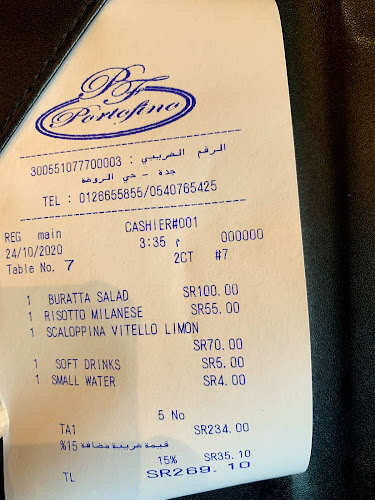 PF
Portofino
الرقم الضريبي : 300551077700003
جدة - حي الروضة
TEL : 0126655855/0540765425
REG main CASHIER#001
24/10/2020 3:35 م 000000
Table No. 7 2CT #7
1 BURATTA SALAD SR100.00
1 RISOTTO MILANESE SR55.00
1 SCALOPPINA VITELLO LIMON
SR70.00
1 SOFT DRINKS SR5.00
1 SMALL WATER SR4.00
5 No
TA1 SR234.00
قيمة ضريبة مضافة 15%
15% SR35.10
TL SR269.10